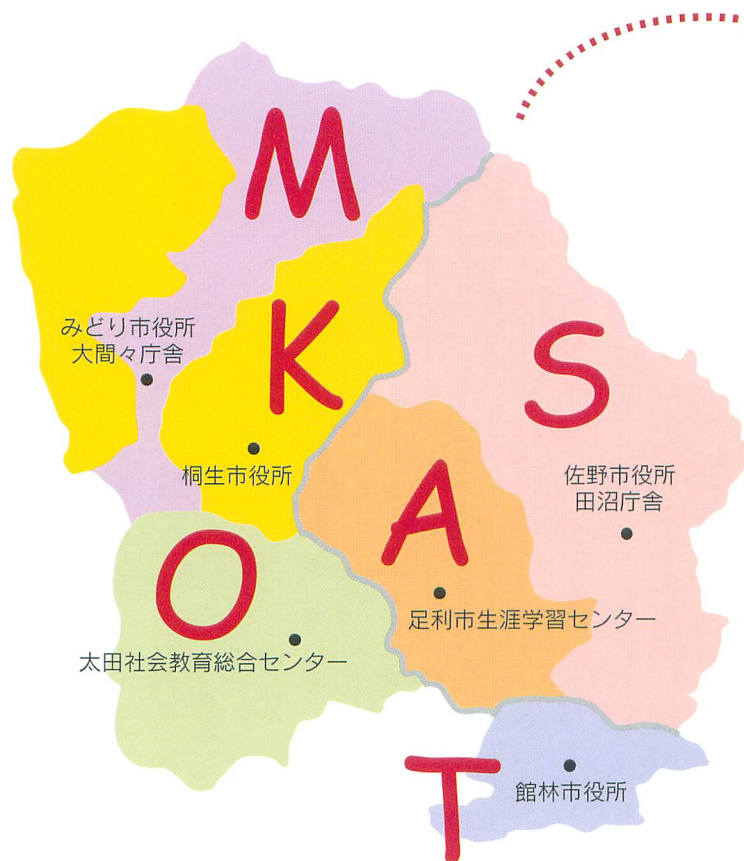 M
みどり市役所
大間々庁舎
K
桐生市役所
S
佐野市役所
田沼庁舎
A
足利市生涯学習センター
O
太田社会教育総合センター
T
館林市役所